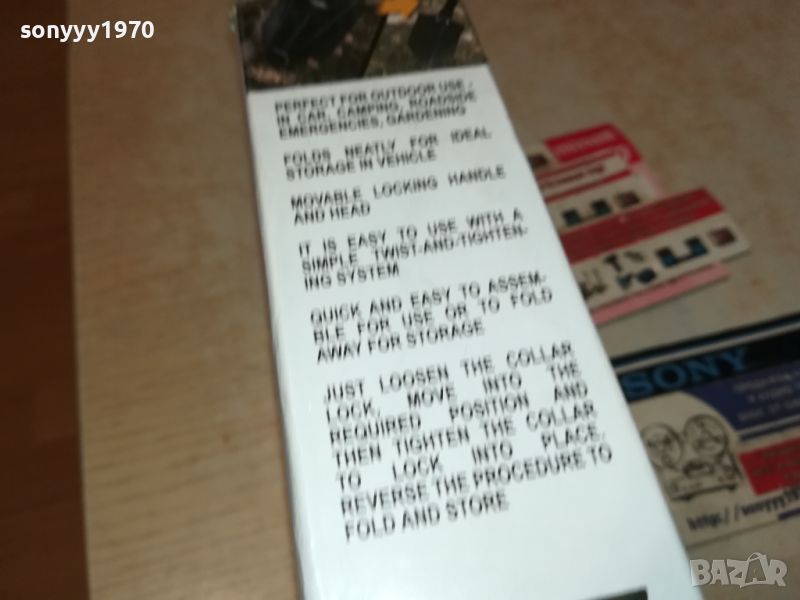 sonyyy1970
PERFECT FOR OUTDOOR USE -
IN CAR, CAMPING, ROADSIDE
EMERGENCIES, GARDENING
FOLDS NEATLY FOR IDEAL
STORAGE IN VEHICLE
MOVABLE LOCKING HANDLE
AND HEAD
IT IS EASY TO USE WITH A
SIMPLE TWIST-AND-TIGHTEN-
ING SYSTEM
QUICK AND EASY TO ASSEM-
BLE FOR USE OR TO FOLD
AWAY FOR STORAGE
JUST LOOSEN THE COLLAR
LOCK, MOVE INTO THE
REQUIRED POSITION AND
THEN TIGHTEN THE COLLAR
TO LOCK INTO PLACE.
REVERSE THE PROCEDURE TO
FOLD AND STORE
SONY
BAZAR